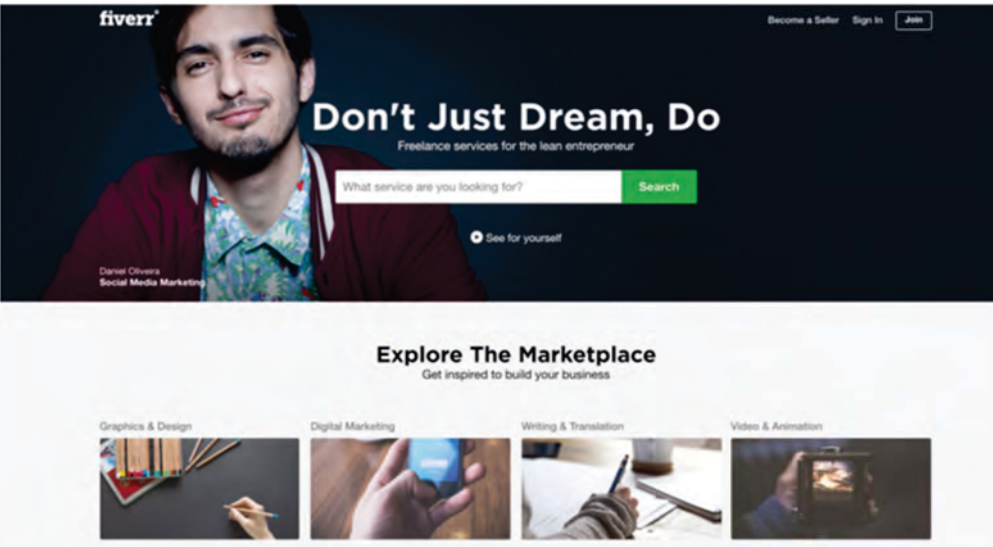 fiverr®
Become a Seller Sign In Join
Don't Just Dream, Do
Freelance services for the lean entrepreneur
What service are you looking for? Search
See for yourself
Daniel Oliveira
Social Media Marketing
Explore The Marketplace
Get inspired to build your business
Graphics & Design Digital Marketing Writing & Translation Video & Animation